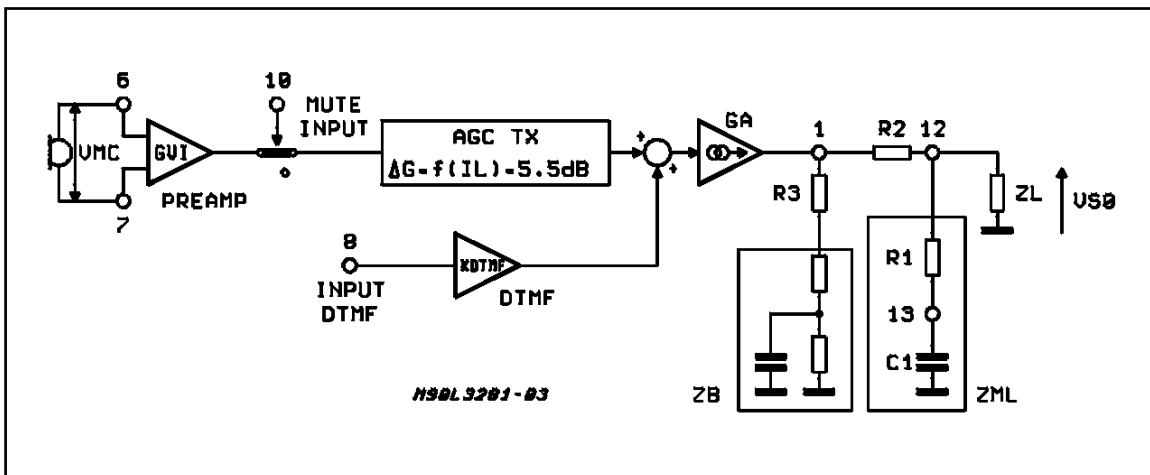 6
10
MUTE
INPUT
VMC
GVI
PREAMP
7
AGC TX
ΔG=f(IL)=5.5dB
+
+
GA
1
R2
12
R3
ZL
VS0
8
INPUT
DTMF
KDTMF
DTMF
R1
13
C1
ZB
ZML
M90L3201-03